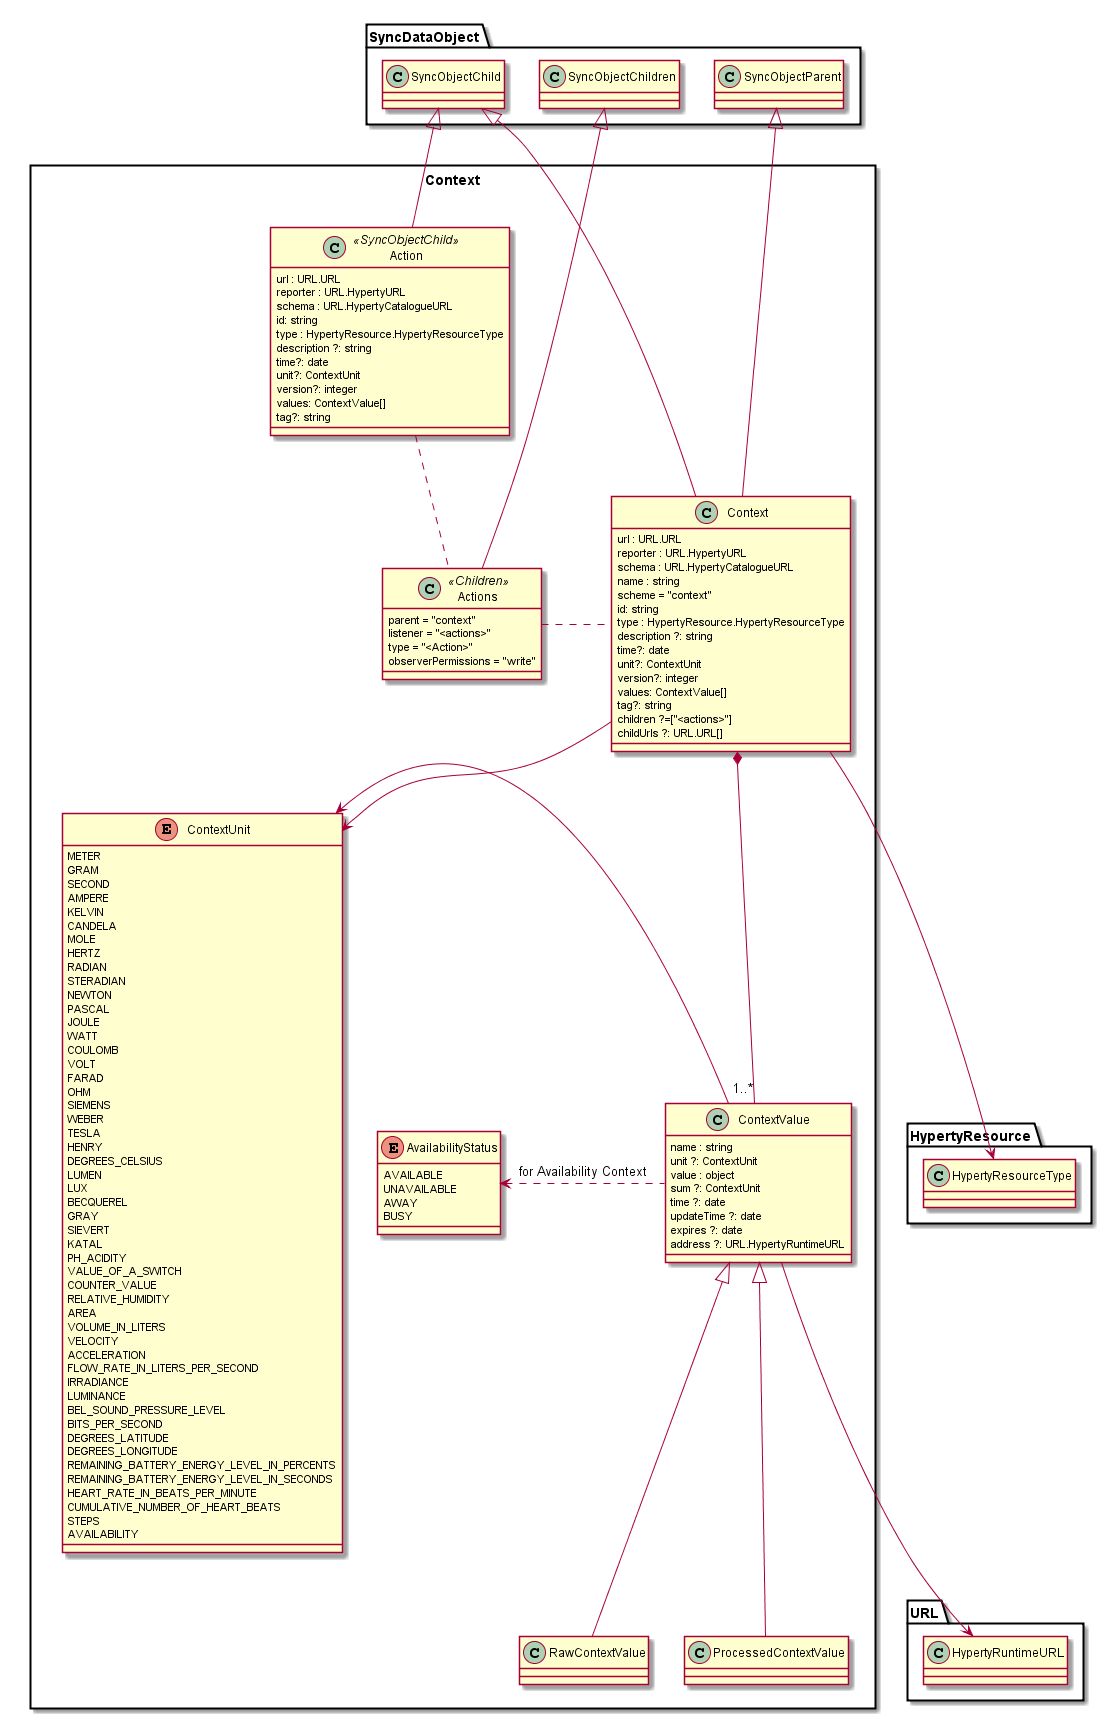 SyncDataObject
C SyncObjectChild
C SyncObjectChildren
C SyncObjectParent
Context
C «SyncObjectChild»
Action
url : URL.URL
reporter : URL.HypertyURL
schema : URL.HypertyCatalogueURL
id: string
type : HypertyResource.HypertyResourceType
description ?: string
time?: date
unit?: ContextUnit
version?: integer
values: ContextValue[]
tag?: string
C Context
url : URL.URL
reporter : URL.HypertyURL
schema : URL.HypertyCatalogueURL
name : string
scheme = "context"
id: string
type : HypertyResource.HypertyResourceType
description ?: string
time?: date
unit?: ContextUnit
version?: integer
values: ContextValue[]
tag?: string
children ?=["<actions>"]
childUrls ?: URL.URL[]
C «Children»
Actions
parent = "context"
listener = "<actions>"
type = "<Action>"
observerPermissions = "write"
E ContextUnit
METER
GRAM
SECOND
AMPERE
KELVIN
CANDELA
MOLE
HERTZ
RADIAN
STERADIAN
NEWTON
PASCAL
JOULE
WATT
COULOMB
VOLT
FARAD
OHM
SIEMENS
WEBER
TESLA
HENRY
DEGREES_CELSIUS
LUMEN
LUX
BECQUEREL
GRAY
SIEVERT
KATAL
PH_ACIDITY
VALUE_OF_A_SWITCH
COUNTER_VALUE
RELATIVE_HUMIDITY
AREA
VOLUME_IN_LITERS
VELOCITY
ACCELERATION
FLOW_RATE_IN_LITERS_PER_SECOND
IRRADIANCE
LUMINANCE
BEL_SOUND_PRESSURE_LEVEL
BITS_PER_SECOND
DEGREES_LATITUDE
DEGREES_LONGITUDE
REMAINING_BATTERY_ENERGY_LEVEL_IN_PERCENTS
REMAINING_BATTERY_ENERGY_LEVEL_IN_SECONDS
HEART_RATE_IN_BEATS_PER_MINUTE
CUMULATIVE_NUMBER_OF_HEART_BEATS
STEPS
AVAILABILITY
1..*
C ContextValue
name : string
unit ?: ContextUnit
value : object
sum ?: ContextUnit
time ?: date
updateTime ?: date
expires ?: date
address ?: URL.HypertyRuntimeURL
E AvailabilityStatus
AVAILABLE
UNAVAILABLE
AWAY
BUSY
for Availability Context
HypertyResource
C HypertyResourceType
C RawContextValue
C ProcessedContextValue
URL
C HypertyRuntimeURL